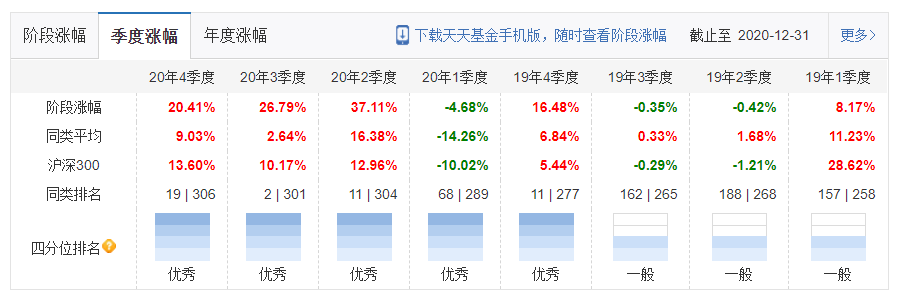 阶段涨幅 季度涨幅 年度涨幅 下载天天基金手机版，随时查看阶段涨幅 截止至 2020-12-31 更多>
20年4季度 20年3季度 20年2季度 20年1季度 19年4季度 19年3季度 19年2季度 19年1季度
阶段涨幅 20.41% 26.79% 37.11% -4.68% 16.48% -0.35% -0.42% 8.17%
同类平均 9.03% 2.64% 16.38% -14.26% 6.84% 0.33% 1.68% 11.23%
沪深300 13.60% 10.17% 12.96% -10.02% 5.44% -0.29% -1.21% 28.62%
同类排名 19 | 306 2 | 301 11 | 304 68 | 289 11 | 277 162 | 265 188 | 268 157 | 258
四分位排名 ? 优秀 优秀 优秀 优秀 优秀 一般 一般 一般